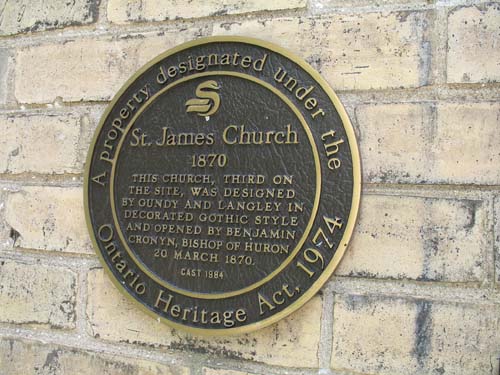 A property designated under the
St. James Church
1870
THIS CHURCH, THIRD ON
THE SITE, WAS DESIGNED
BY GUNDY AND LANGLEY IN
DECORATED GOTHIC STYLE
AND OPENED BY BENJAMIN
CRONYN, BISHOP OF HURON
20 MARCH 1870.
CAST 1984
Ontario Heritage Act, 1974